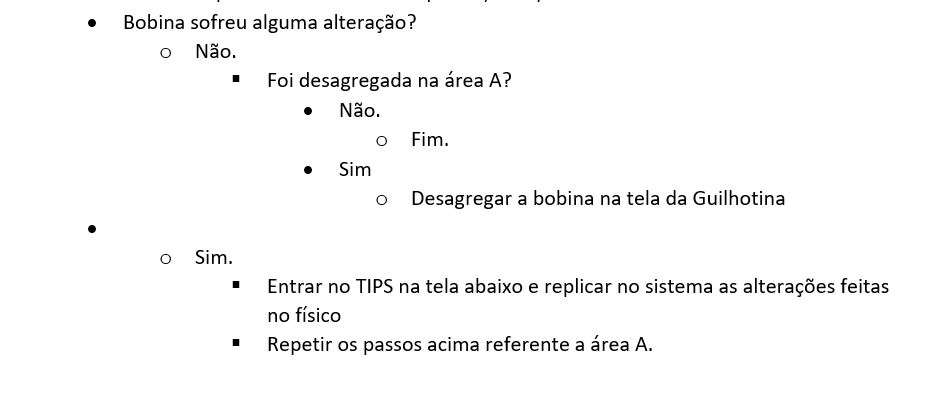 • Bobina sofreu alguma alteração?
o Não.
▪ Foi desagregada na área A?
• Não.
o Fim.
• Sim
o Desagregar a bobina na tela da Guilhotina
•
o Sim.
▪ Entrar no TIPS na tela abaixo e replicar no sistema as alterações feitas
no físico
▪ Repetir os passos acima referente a área A.